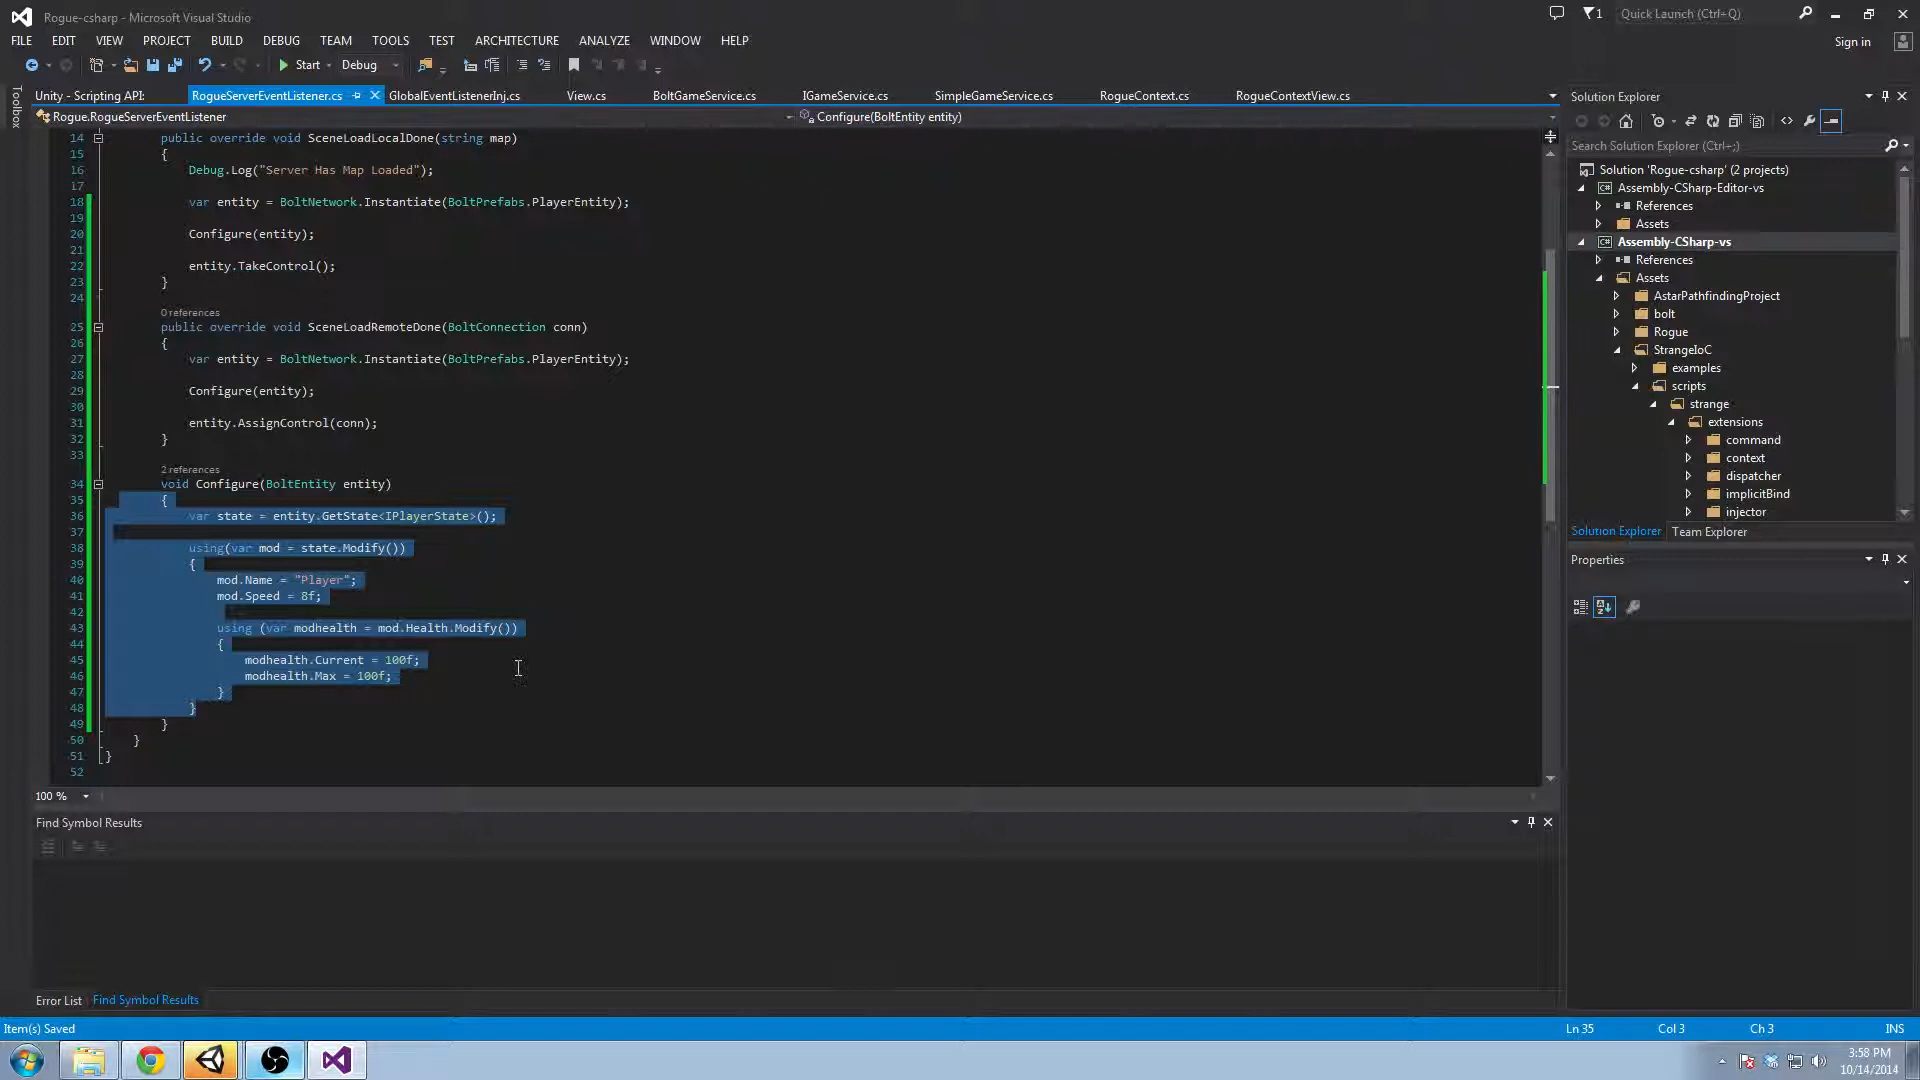 Rogue-csharp - Microsoft Visual Studio
1
Quick Launch (Ctrl+Q)
FILE EDIT VIEW PROJECT BUILD DEBUG TEAM TOOLS TEST ARCHITECTURE ANALYZE WINDOW HELP
Sign in
Start Debug
Toolbox
Unity - Scripting API: RogueServerEventListener.cs GlobalEventListenerInj.cs View.cs BoltGameService.cs IGameService.cs SimpleGameService.cs RogueContext.cs RogueContextView.cs
Rogue.RogueServerEventListener Configure(BoltEntity entity)
14 public override void SceneLoadLocalDone(string map)
15 {
16 Debug.Log("Server Has Map Loaded");
17
18 var entity = BoltNetwork.Instantiate(BoltPrefabs.PlayerEntity);
19
20 Configure(entity);
21
22 entity.TakeControl();
23 }
24
0 references
25 public override void SceneLoadRemoteDone(BoltConnection conn)
26 {
27 var entity = BoltNetwork.Instantiate(BoltPrefabs.PlayerEntity);
28
29 Configure(entity);
30
31 entity.AssignControl(conn);
32 }
33
2 references
34 void Configure(BoltEntity entity)
35 {
36 var state = entity.GetState<IPlayerState>();
37
38 using(var mod = state.Modify())
39 {
40 mod.Name = "Player";
41 mod.Speed = 8f;
42
43 using (var modhealth = mod.Health.Modify())
44 {
45 modhealth.Current = 100f;
46 modhealth.Max = 100f;
47 }
48 }
49 }
50 }
51 }
52
100 %
Find Symbol Results
Error List Find Symbol Results
Solution Explorer
Search Solution Explorer (Ctrl+;)
Solution 'Rogue-csharp' (2 projects)
C# Assembly-CSharp-Editor-vs
References
Assets
C# Assembly-CSharp-vs
References
Assets
AstarPathfindingProject
bolt
Rogue
StrangeIoC
examples
scripts
strange
extensions
command
context
dispatcher
implicitBind
injector
Solution Explorer Team Explorer
Properties
Item(s) Saved Ln 35 Col 3 Ch 3 INS
3:58 PM
10/14/2014